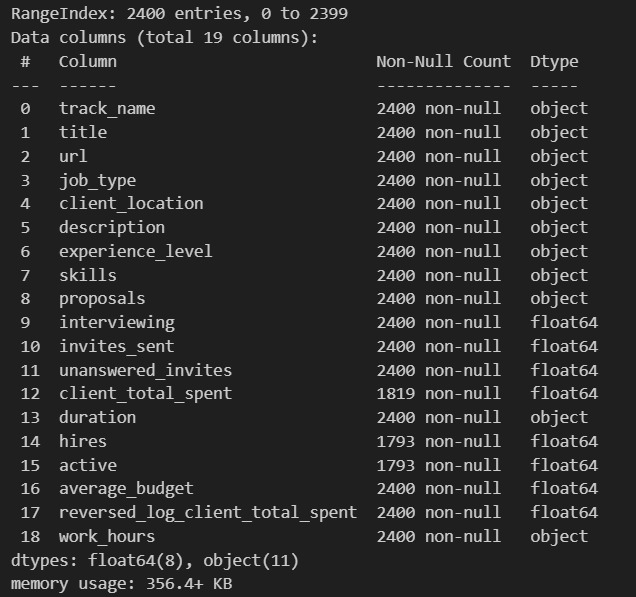 RangeIndex: 2400 entries, 0 to 2399
Data columns (total 19 columns):
 #   Column                           Non-Null Count  Dtype
---  ------                           --------------  -----
 0   track_name                       2400 non-null   object
 1   title                            2400 non-null   object
 2   url                              2400 non-null   object
 3   job_type                         2400 non-null   object
 4   client_location                  2400 non-null   object
 5   description                      2400 non-null   object
 6   experience_level                 2400 non-null   object
 7   skills                           2400 non-null   object
 8   proposals                        2400 non-null   object
 9   interviewing                     2400 non-null   float64
 10  invites_sent                     2400 non-null   float64
 11  unanswered_invites               2400 non-null   float64
 12  client_total_spent               1819 non-null   float64
 13  duration                         2400 non-null   object
 14  hires                            1793 non-null   float64
 15  active                           1793 non-null   float64
 16  average_budget                   2400 non-null   float64
 17  reversed_log_client_total_spent  2400 non-null   float64
 18  work_hours                       2400 non-null   object
dtypes: float64(8), object(11)
memory usage: 356.4+ KB